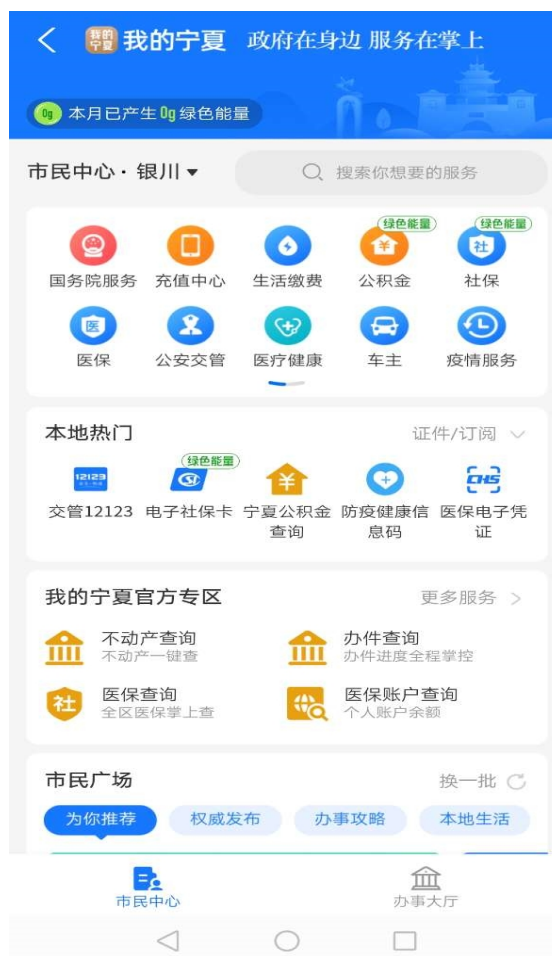 我的宁夏 我的宁夏 政府在身边 服务在掌上
0g 本月已产生0g绿色能量
市民中心·银川 搜索你想要的服务
绿色能量 绿色能量
国务院服务 充值中心 生活缴费 公积金 社保
医保 公安交管 医疗健康 车主 疫情服务
本地热门 证件/订阅
绿色能量
交管12123 电子社保卡 宁夏公积金 防疫健康信 医保电子凭
查询 息码 证
我的宁夏官方专区 更多服务 >
不动产查询 办件查询
不动产一键查 办件进度全程掌控
医保查询 医保账户查询
全区医保掌上查 个人账户余额
市民广场 换一批
为你推荐 权威发布 办事攻略 本地生活
市民中心 办事大厅